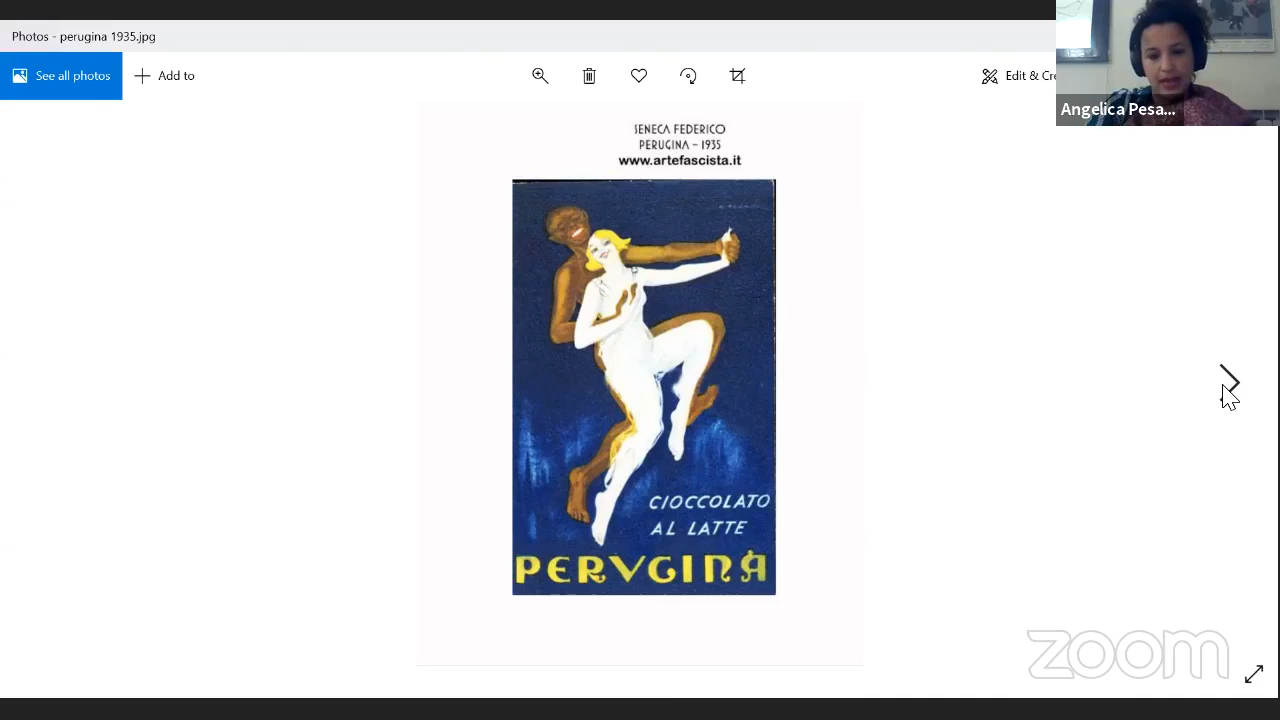 Photos - perugina 1935.jpg
See all photos
Add to
Edit & Cre
Angelica Pesa...
SENECA FEDERICO
PERUGINA - 1935
www.artefascista.it
CIOCCOLATO
AL LATTE
PERVGINA
zoom